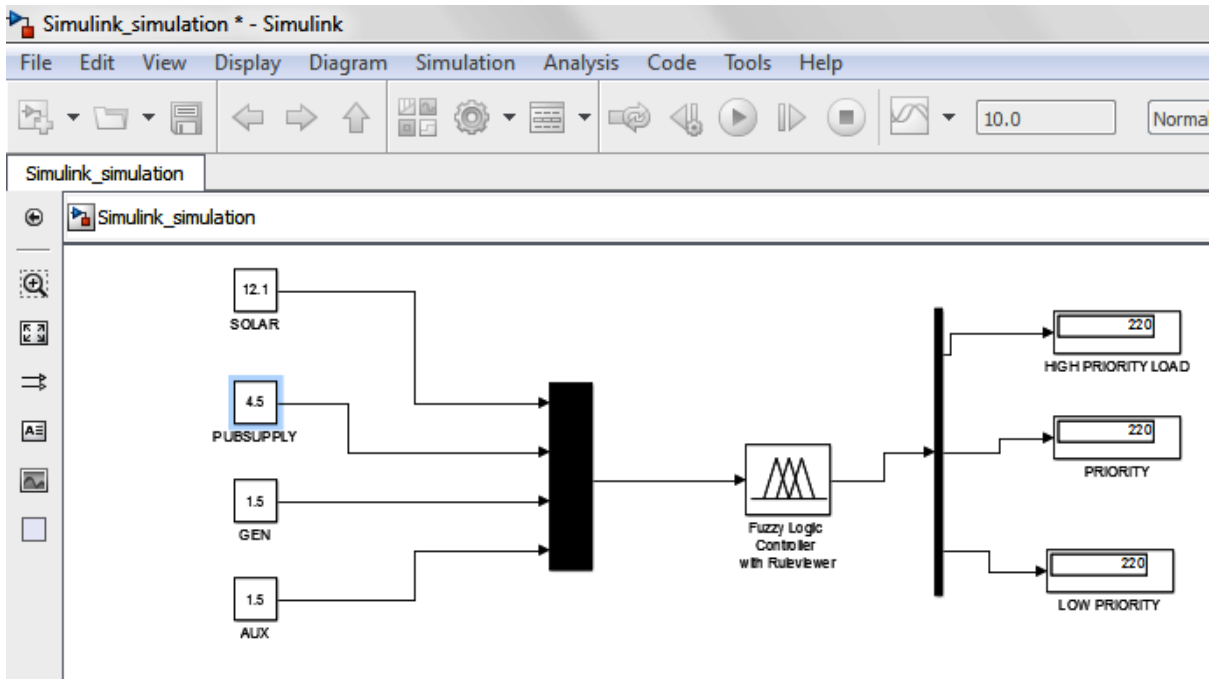 Simulink_simulation * - Simulink
File Edit View Display Diagram Simulation Analysis Code Tools Help
10.0 Normal
Simulink_simulation
Simulink_simulation
12.1
SOLAR
4.5
PUBSUPPLY
1.5
GEN
1.5
AUX
Fuzzy Logic
Controller
with Ruleviewer
220
HIGH PRIORITY LOAD
220
PRIORITY
220
LOW PRIORITY